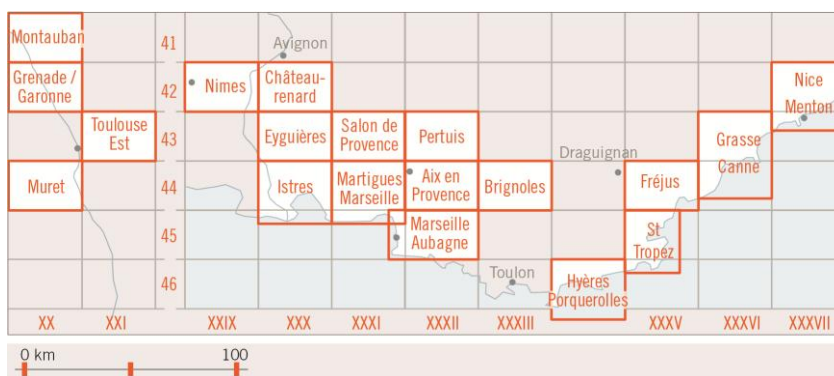 Montauban
41
Avignon
Grenade /
Garonne
42
Nimes
Château-
renard
Nice
Menton
Toulouse
Est
43
Eyguières
Salon de
Provence
Pertuis
Draguignan
Grasse
Canne
Muret
44
Istres
Martigues
Marseille
Aix en
Provence
Brignoles
Fréjus
45
Marseille
Aubagne
St
Tropez
46
Toulon
Hyères
Porquerolles
XX
XXI
XXIX
XXX
XXXI
XXXII
XXXIII
XXXV
XXXVI
XXXVII
0 km
100